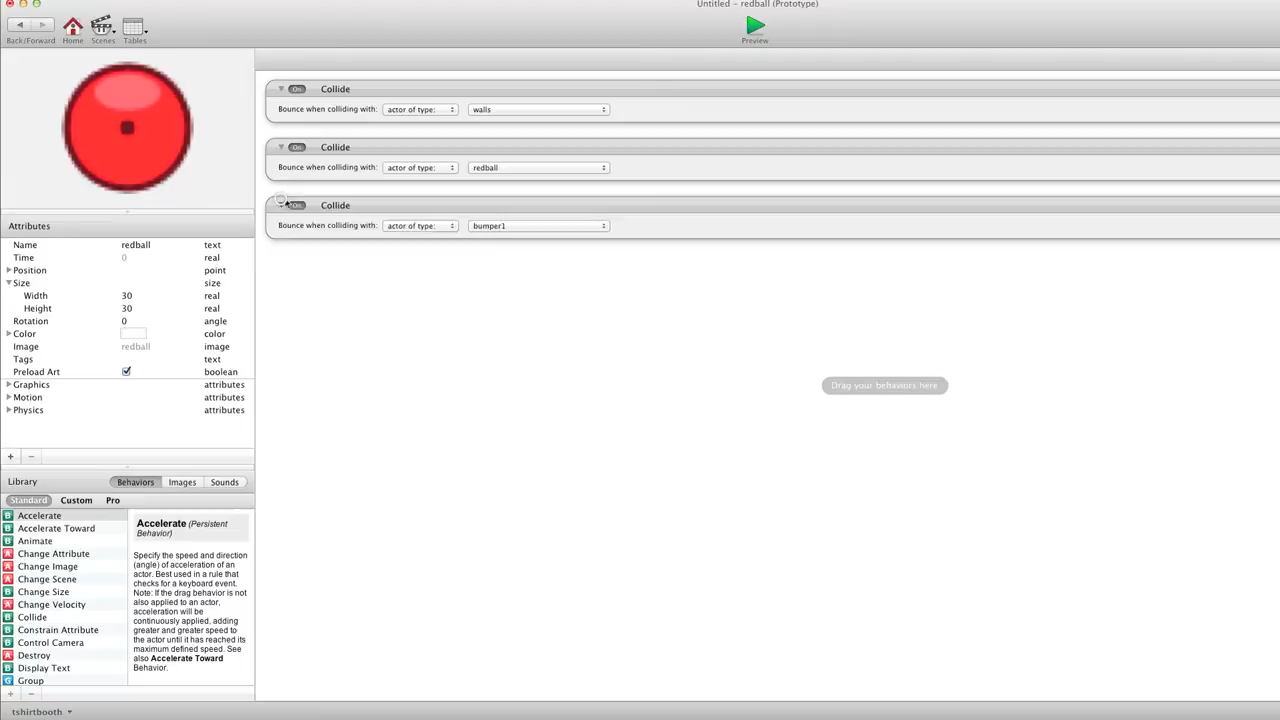 Untitled – redball (Prototype)
Back/Forward Home Scenes Tables Preview
On Collide
Bounce when colliding with: actor of type: walls
On Collide
Bounce when colliding with: actor of type: redball
On Collide
Bounce when colliding with: actor of type: bumper1
Drag your behaviors here
Attributes
Name redball text
Time 0 real
Position point
Size size
Width 30 real
Height 30 real
Rotation 0 angle
Color color
Image redball image
Tags text
Preload Art boolean
Graphics attributes
Motion attributes
Physics attributes
Library Behaviors Images Sounds
Standard Custom Pro
B Accelerate
B Accelerate Toward
B Animate
A Change Attribute
A Change Image
A Change Scene
B Change Size
A Change Velocity
B Collide
B Constrain Attribute
B Control Camera
A Destroy
B Display Text
G Group
Accelerate (Persistent
Behavior)
Specify the speed and direction
(angle) of acceleration of an
actor. Best used in a rule that
checks for a keyboard event.
Note: If the drag behavior is not
also applied to an actor,
acceleration will be
continuously applied, adding
greater and greater speed to
the actor until it has reached its
maximum defined speed. See
also Accelerate Toward
Behavior.
tshirtbooth